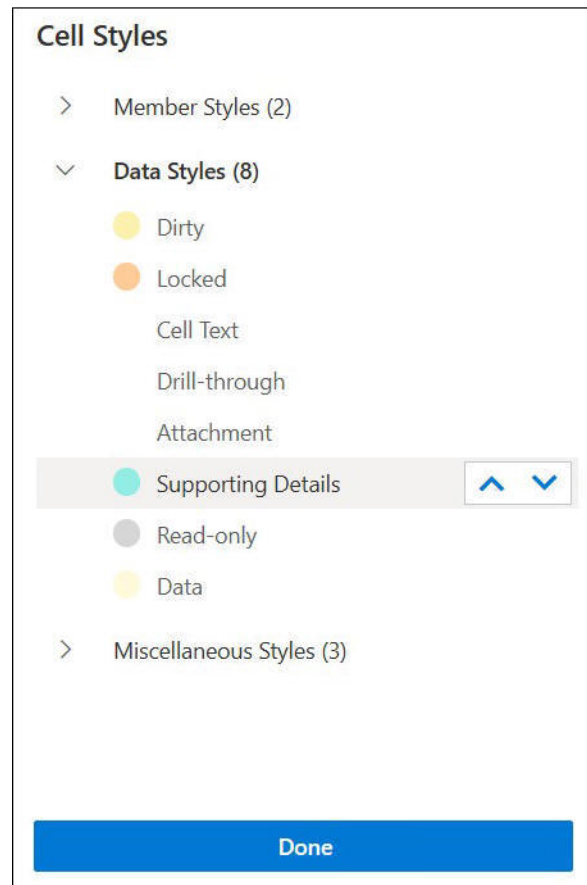 Cell Styles
Member Styles (2)
Data Styles (8)
Dirty
Locked
Cell Text
Drill-through
Attachment
Supporting Details
Read-only
Data
Miscellaneous Styles (3)
Done